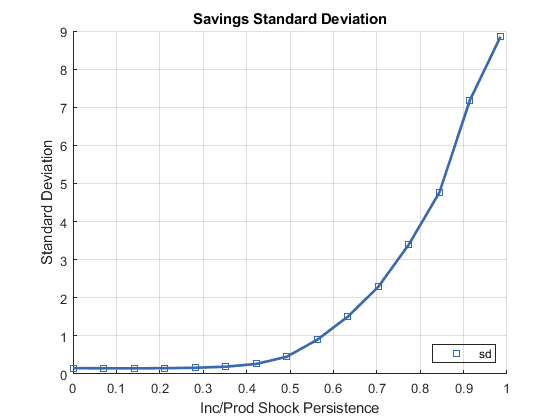 Savings Standard Deviation
9
8
7
6
5
4
3
2
1
0
Standard Deviation
sd
0 0.1 0.2 0.3 0.4 0.5 0.6 0.7 0.8 0.9 1
Inc/Prod Shock Persistence